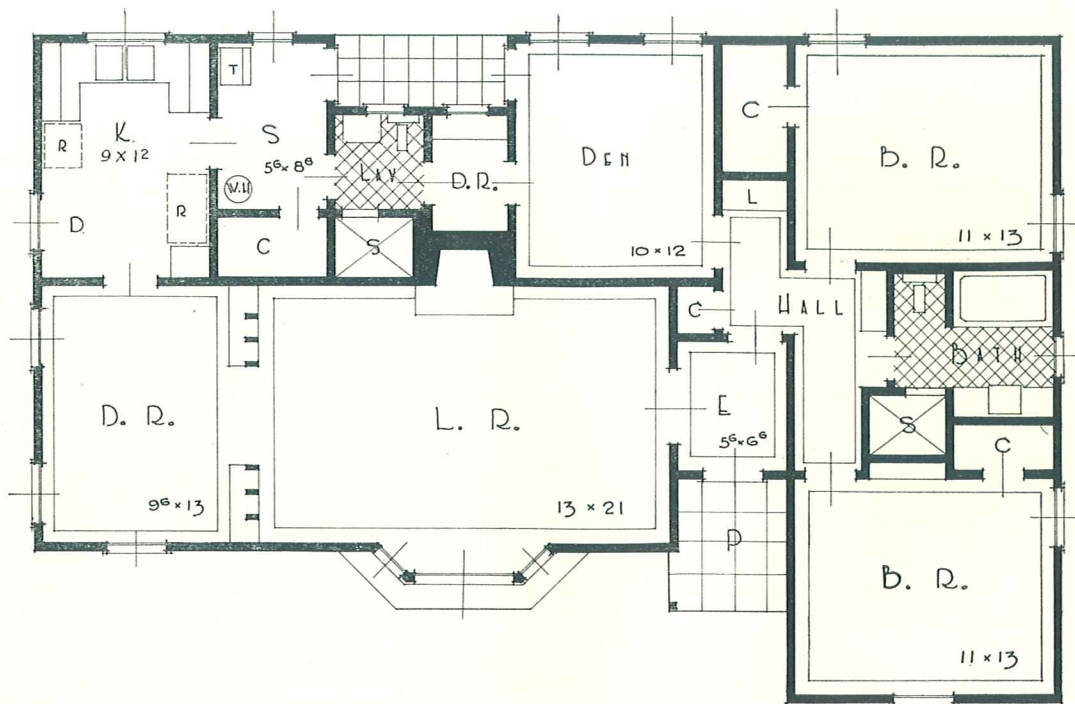 T
K.
9 x 12
R
S
5⁶ x 8⁶
W.H
LAV
D.R.
DEN
10 x 12
C
B. R.
11 x 13
L
D.
R
C
S
C
HALL
BATH
D. R.
9⁶ x 13
L. R.
13 x 21
E
5⁶ x 6⁶
S
C
P
B. R.
11 x 13